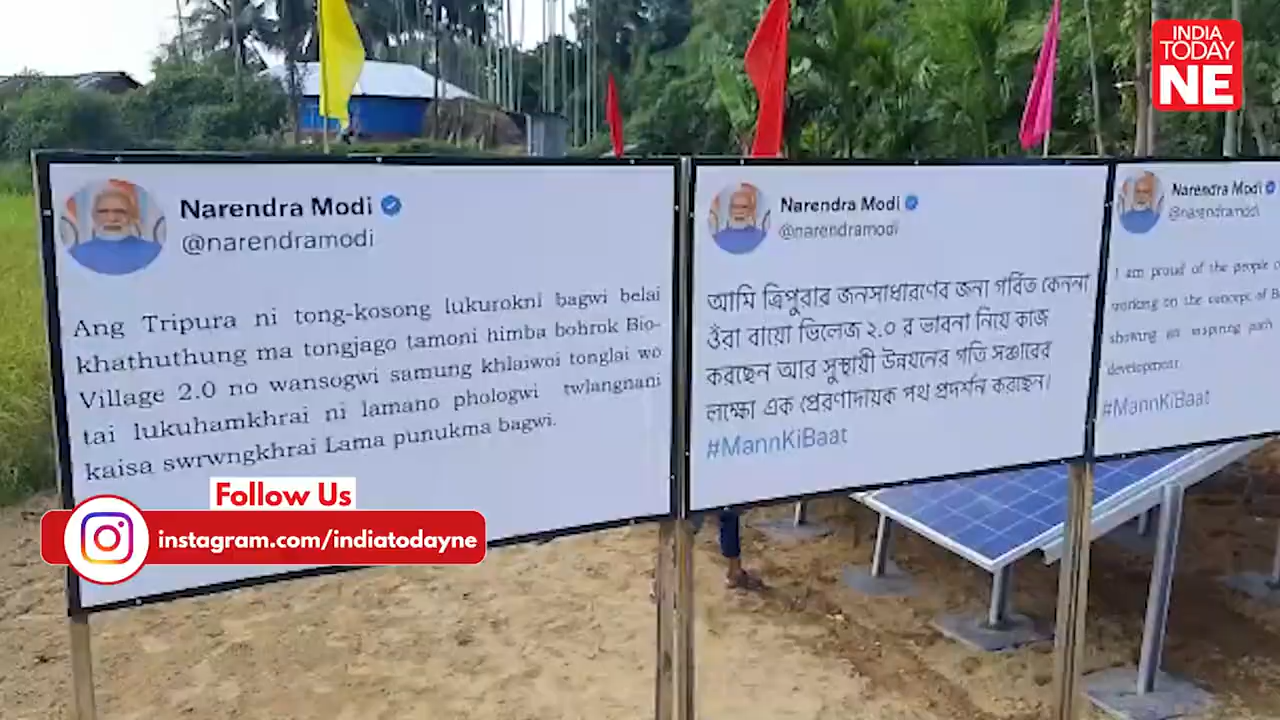 INDIA
TODAY
NE
Narendra Modi
@narendramodi
Ang Tripura ni tong-kosong lukurokni bagwi belai
khathuthung ma tongjago tamoni himba bohrok Bio-
Village 2.0 no wansogwi samung khlaiwoi tonglai wo
tai lukuhamkhrai ni lamano phologwi twlangnani
kaisa swrwngkhrai Lama punukma bagwi.
Narendra Modi
@narendramodi
আমি ত্রিপুরার জনসাধারণের জন্য গর্বিত কেননা
ওঁরা বায়ো ভিলেজ ২.০ র ভাবনা নিয়ে কাজ
করছেন আর সুস্থায়ী উন্নয়নের গতি সঞ্চারের
লক্ষ্যে এক প্রেরণাদায়ক পথ প্রদর্শন করছেন।
#MannKiBaat
Narendra Modi
@narendramodi
I am proud of the people
working on the concept of
showing an inspiring path
development.
#MannKiBaat
Follow Us
instagram.com/indiatodayne